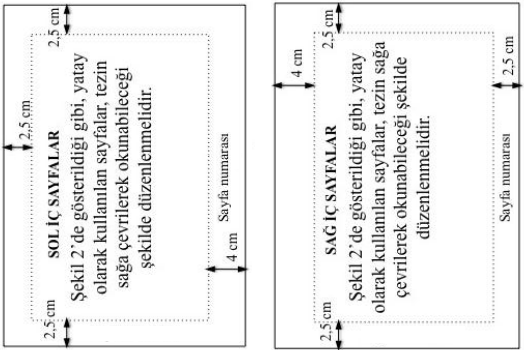 2,5 cm
2,5 cm
2,5 cm
SOL İÇ SAYFALAR
Şekil 2’de gösterildiği gibi, yatay
olarak kullanılan sayfalar, tezin
sağa çevrilerek okunabileceği
şekilde düzenlenmelidir.
Sayfa numarası
4 cm
2,5 cm
4 cm
2,5 cm
SAĞ İÇ SAYFALAR
Şekil 2’de gösterildiği gibi, yatay
olarak kullanılan sayfalar, tezin sağa
çevrilerek okunabileceği şekilde
düzenlenmelidir.
Sayfa numarası
2,5 cm